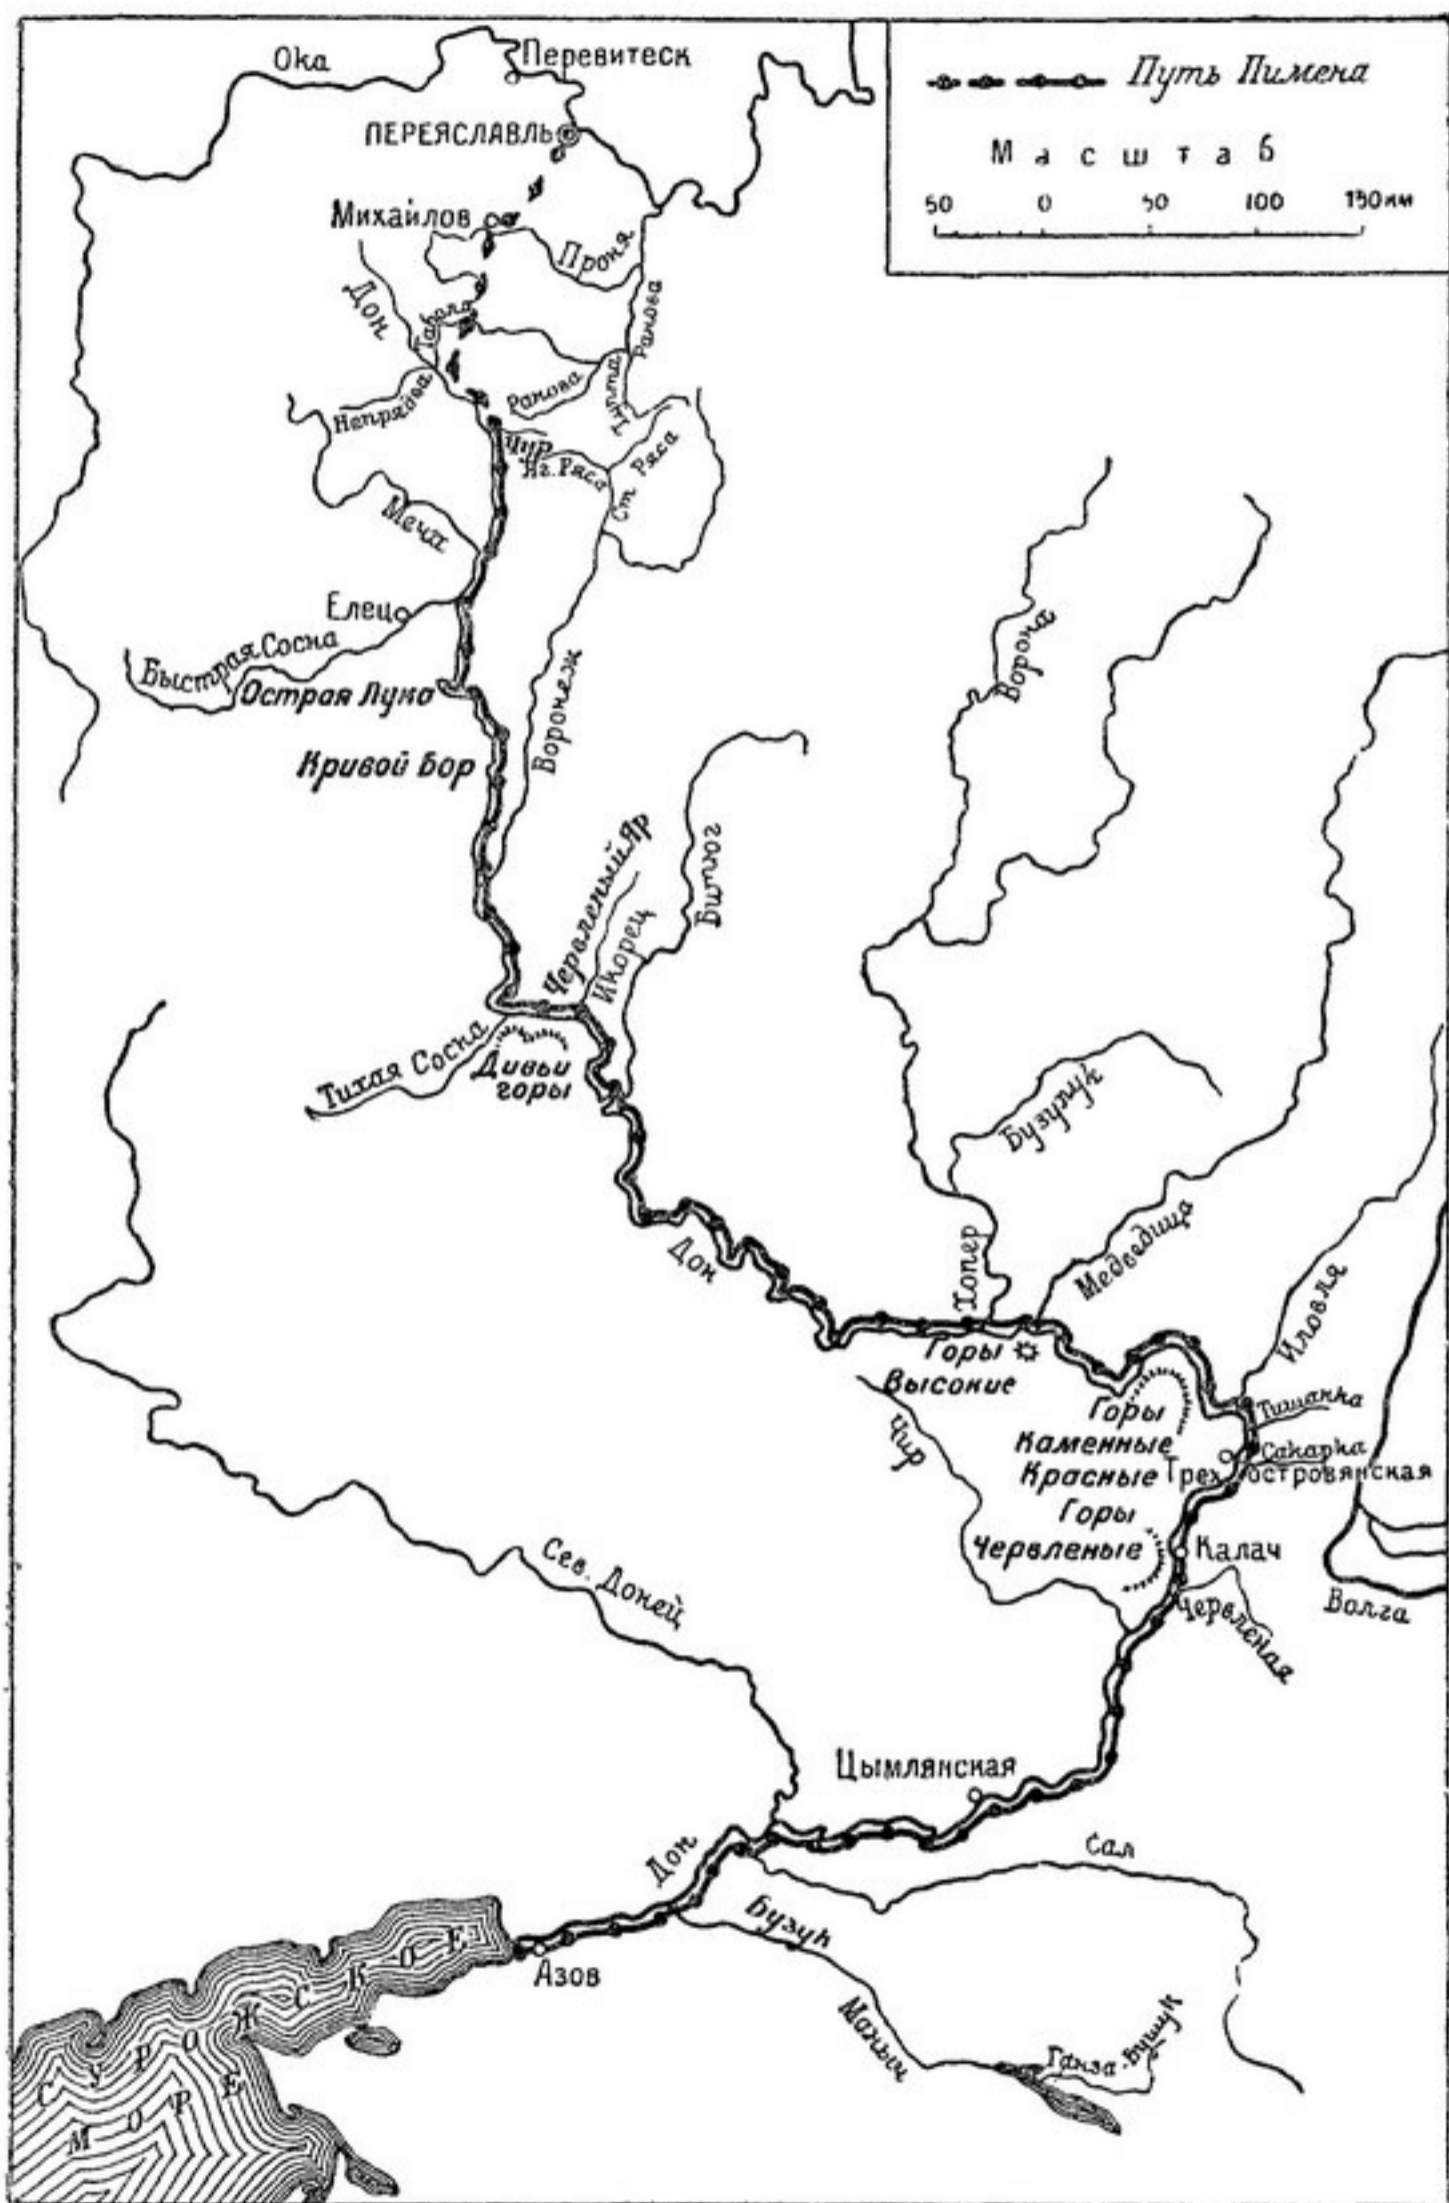 Ока
Перевитеск
ПЕРЕЯСЛАВЛЬ
Путь Пимена
Масштаб
50 0 50 100 150 км
Михайлов
Проня
Дон
Ранова
Непрядва
Ранова
Чир
Яг. Ряса
Ст Ряса
Меча
Елец
Быстрая Сосна
Острая Лука
Кривой Бор
Воронеж
Ворона
Битюг
Червленый Яр
Икорец
Тихая Сосна
Дивьи
горы
Бузулук
Дон
Хопер
Медведица
Иловля
Горы
Высокие
Чир
Горы
Каменные
Красные
Горы
Червленые
Тишанка
Сакарка
Трехостровянская
Калач
Червленая
Волга
Сев. Донец
Цымлянская
Дон
Сал
Бузук
Азов
Маныч
СУРОЖСКОЕ
МОРЕ